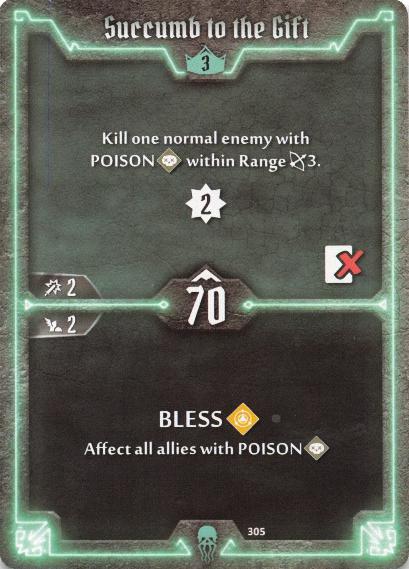 Succumb to the Gift
3
Kill one normal enemy with
POISON within Range 3.
2
2
70
2
BLESS
Affect all allies with POISON
305